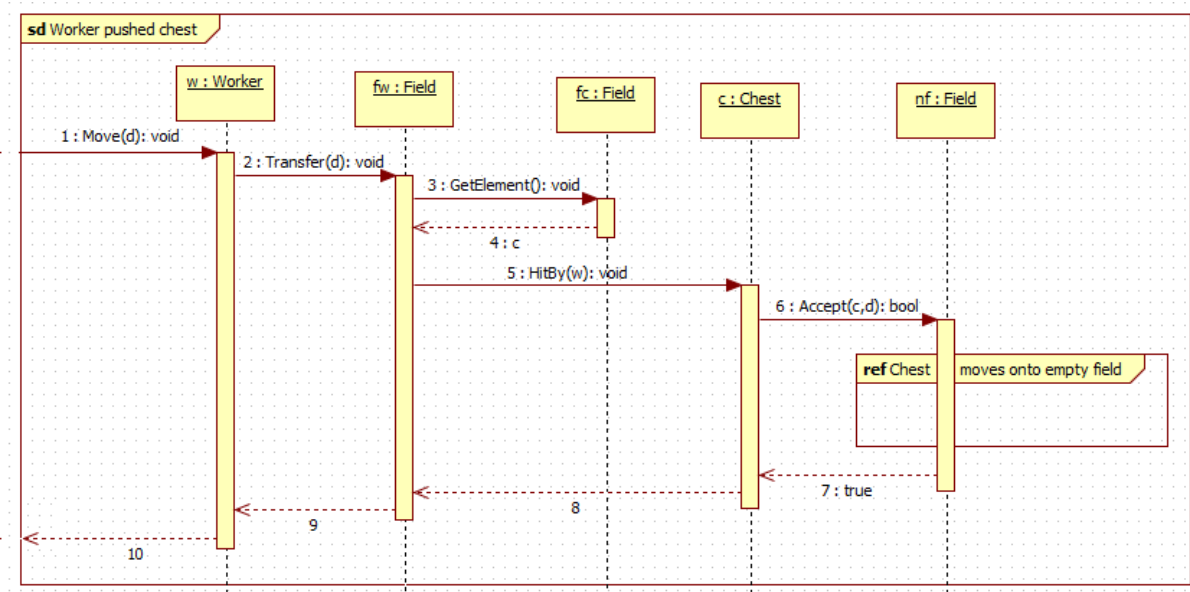 sd Worker pushed chest
w : Worker
fw : Field
fc : Field
c : Chest
nf : Field
1 : Move(d): void
2 : Transfer(d): void
3 : GetElement(): void
4 : c
5 : HitBy(w): void
6 : Accept(c,d): bool
ref Chest moves onto empty field
7 : true
8
9
10